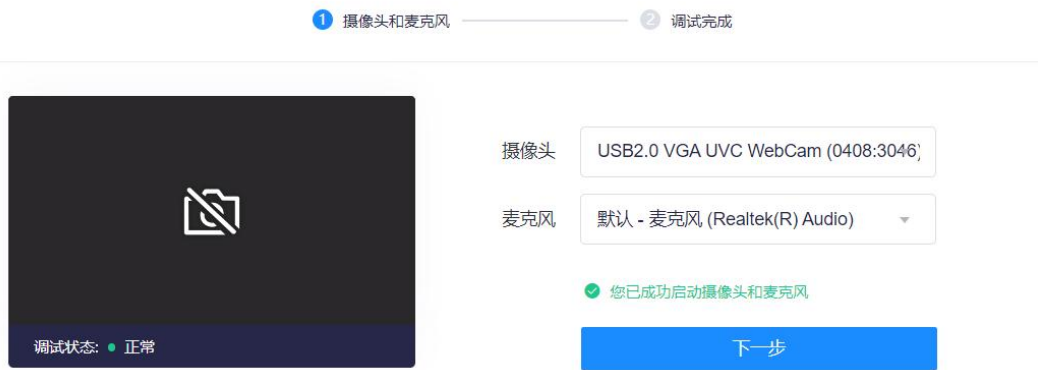 1 摄像头和麦克风 2 调试完成
摄像头 USB2.0 VGA UVC WebCam (0408:3046)
麦克风 默认 - 麦克风 (Realtek(R) Audio)
您已成功启动摄像头和麦克风
调试状态: 正常
下一步